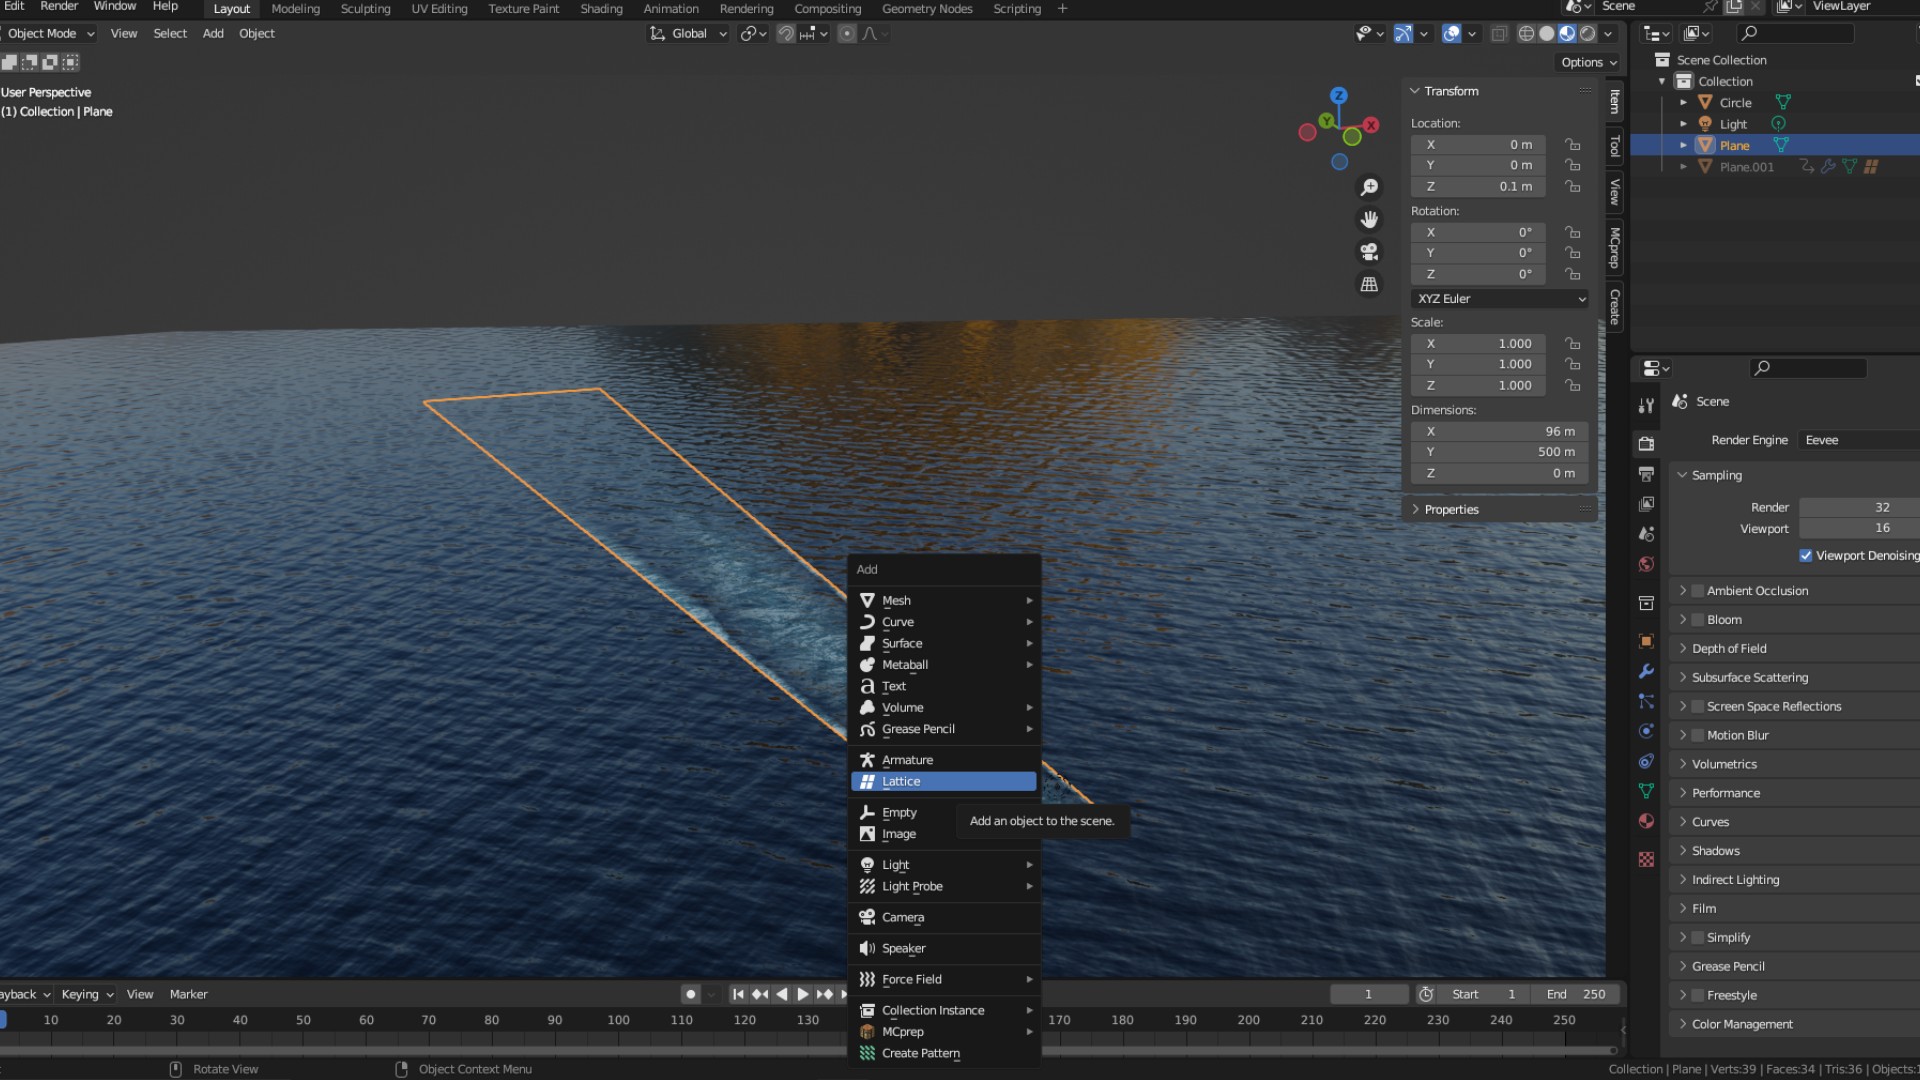 Edit Render Window Help Layout Modeling Sculpting UV Editing Texture Paint Shading Animation Rendering Compositing Geometry Nodes Scripting + Scene ViewLayer
Object Mode View Select Add Object Global
Options
User Perspective
(1) Collection | Plane
Z
Y
X
Transform
Location:
X 0 m
Y 0 m
Z 0.1 m
Rotation:
X 0°
Y 0°
Z 0°
XYZ Euler
Scale:
X 1.000
Y 1.000
Z 1.000
Dimensions:
X 96 m
Y 500 m
Z 0 m
Properties
Item
Tool
View
MCprep
Create
Scene Collection
Collection
Circle
Light
Plane
Plane.001
Scene
Render Engine Eevee
Sampling
Render 32
Viewport 16
Viewport Denoising
Ambient Occlusion
Bloom
Depth of Field
Subsurface Scattering
Screen Space Reflections
Motion Blur
Volumetrics
Performance
Curves
Shadows
Indirect Lighting
Film
Simplify
Grease Pencil
Freestyle
Color Management
Add
Mesh
Curve
Surface
Metaball
Text
Volume
Grease Pencil
Armature
Lattice
Empty
Image
Light
Light Probe
Camera
Speaker
Force Field
Collection Instance
MCprep
Create Pattern
Add an object to the scene.
ayback Keying View Marker 1 Start 1 End 250
10 20 30 40 50 60 70 80 90 100 110 120 130 170 180 190 200 210 220 230 240 250
Rotate View Object Context Menu Collection | Plane | Verts:39 | Faces:34 | Tris:36 | Objects:1